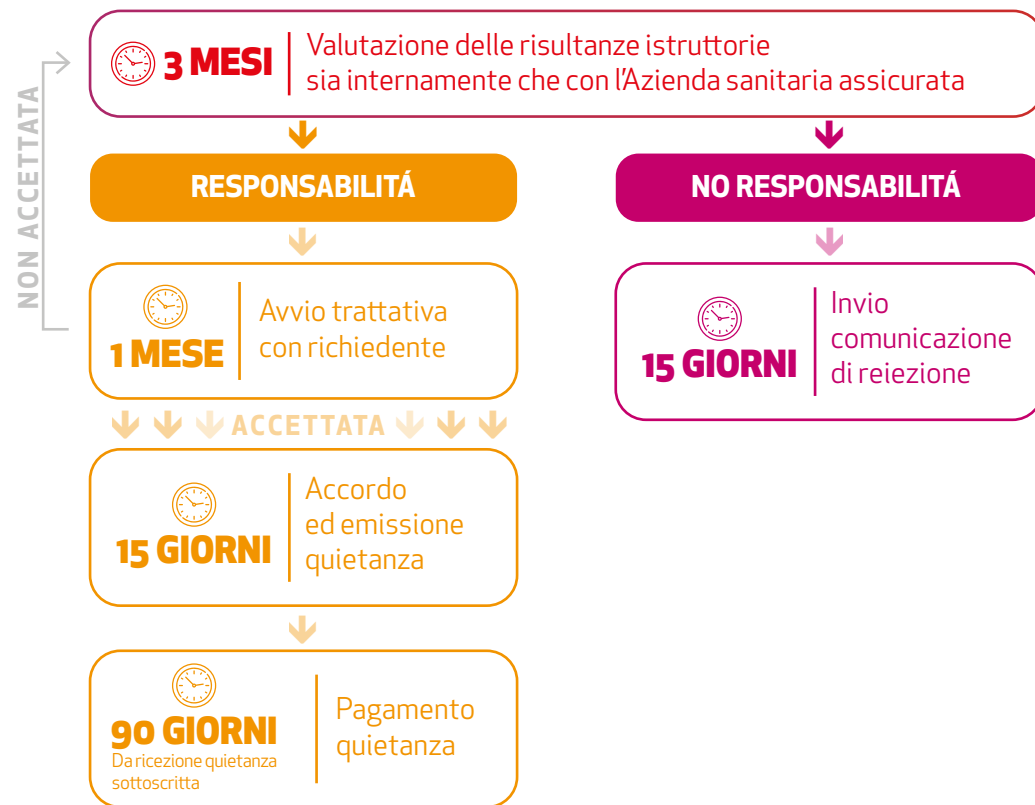 3 MESI
Valutazione delle risultanze istruttorie
sia internamente che con l'Azienda sanitaria assicurata
NON ACCETTATA
RESPONSABILITÁ
NO RESPONSABILITÁ
1 MESE
Avvio trattativa
con richiedente
15 GIORNI
Invio
comunicazione
di reiezione
ACCETTATA
15 GIORNI
Accordo
ed emissione
quietanza
90 GIORNI
Da ricezione quietanza
sottoscritta
Pagamento
quietanza